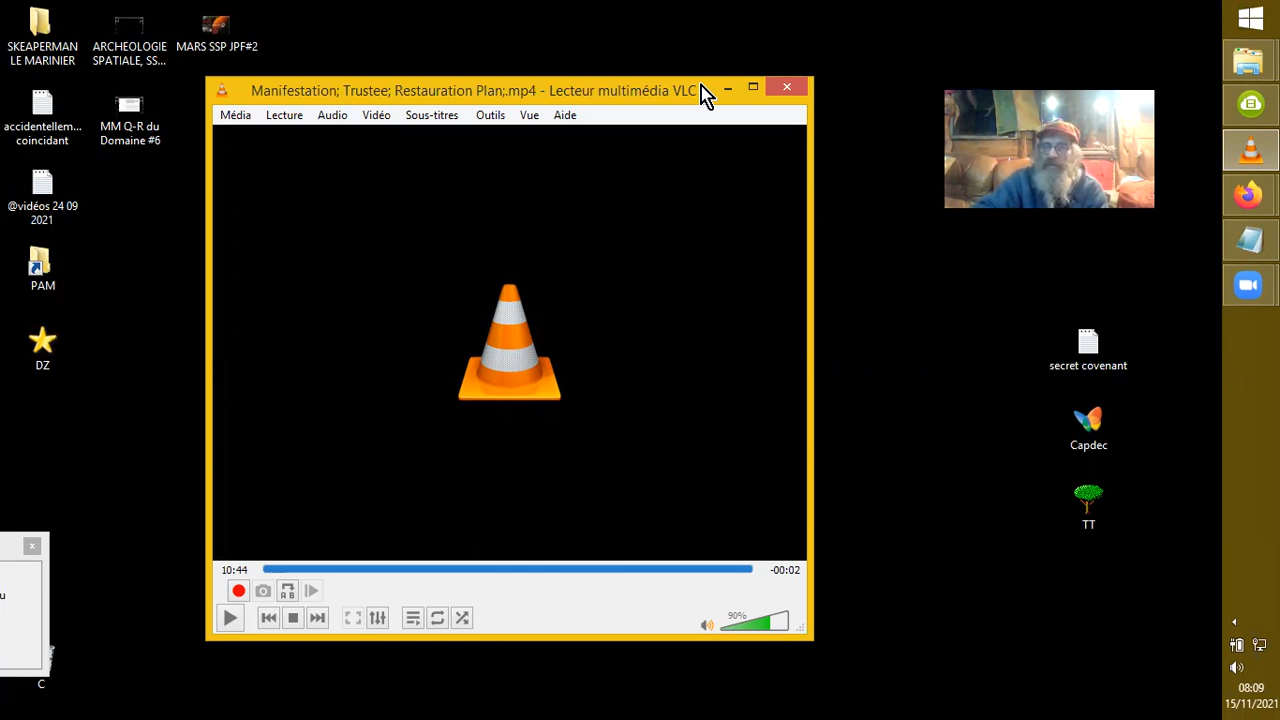 SKEAPERMAN
LE MARINIER
ARCHEOLOGIE
SPATIALE, SS...
MARS SSP JPF#2
accidentellem...
coincidant
MM Q-R du
Domaine #6
@vidéos 24 09
2021
PAM
DZ
x
u
C
Manifestation; Trustee; Restauration Plan;.mp4 - Lecteur multimédia VLC
Média Lecture Audio Vidéo Sous-titres Outils Vue Aide
10:44 -00:02
A B
90%
secret covenant
Capdec
TT
08:09
15/11/2021